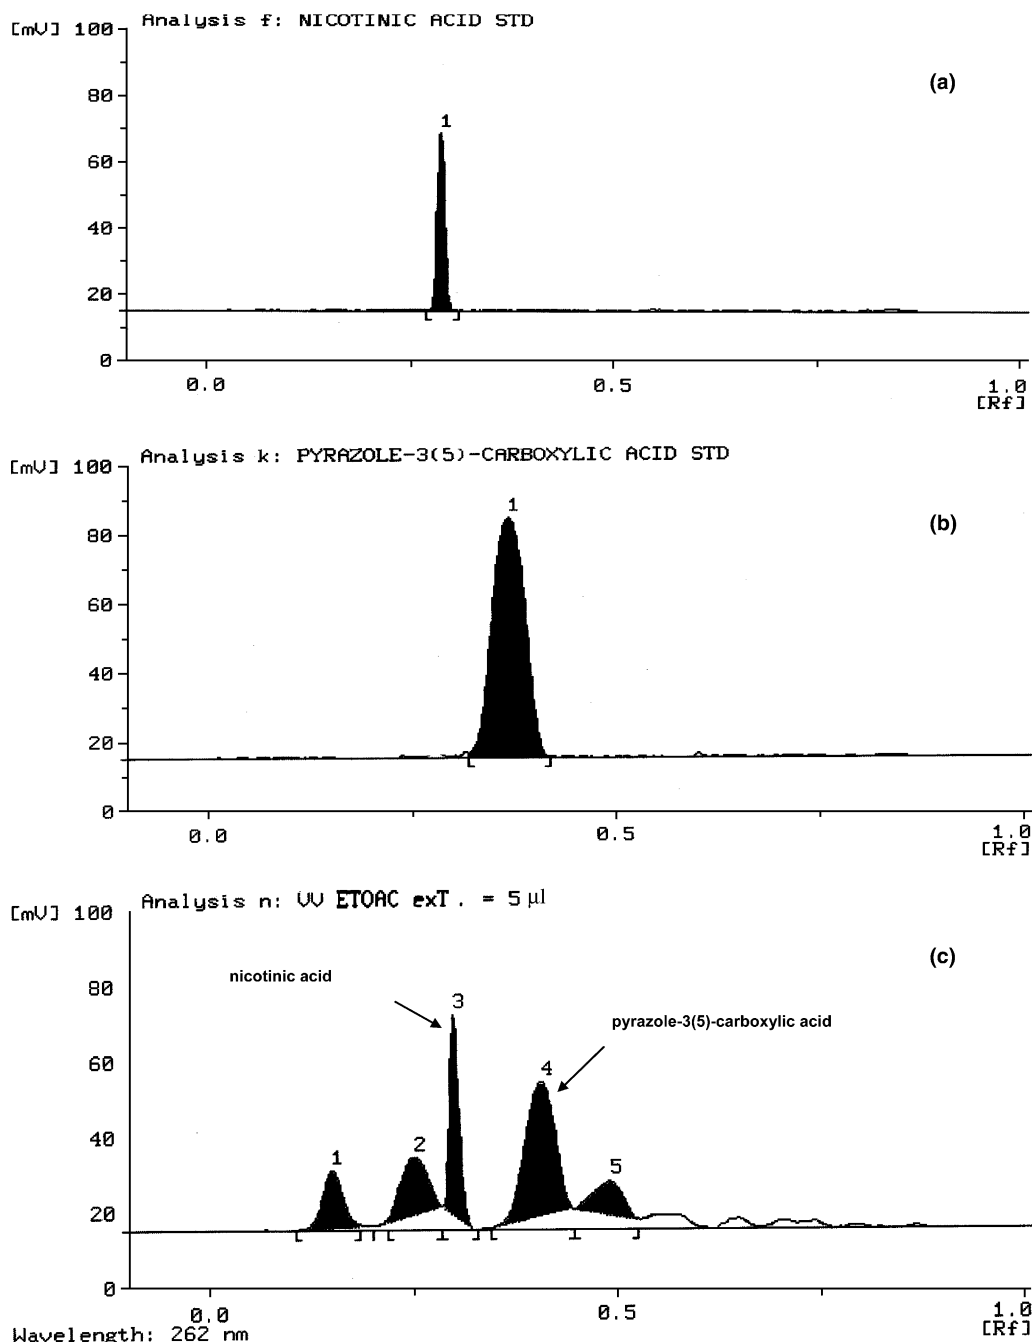 Analysis f: NICOTINIC ACID STD
[mV] 100
(a)
80
1
60
40
20
0
0.0 0.5 1.0
[Rf]
Analysis k: PYRAZOLE-3(5)-CARBOXYLIC ACID STD
[mV] 100
1
(b)
80
60
40
20
0
0.0 0.5 1.0
[Rf]
Analysis n: VV ETOAC exT. = 5 µl
[mV] 100
(c)
nicotinic acid
80
3
pyrazole-3(5)-carboxylic acid
60
4
40
1 2 5
20
0
0.0 0.5 1.0
[Rf]
Wavelength: 262 nm